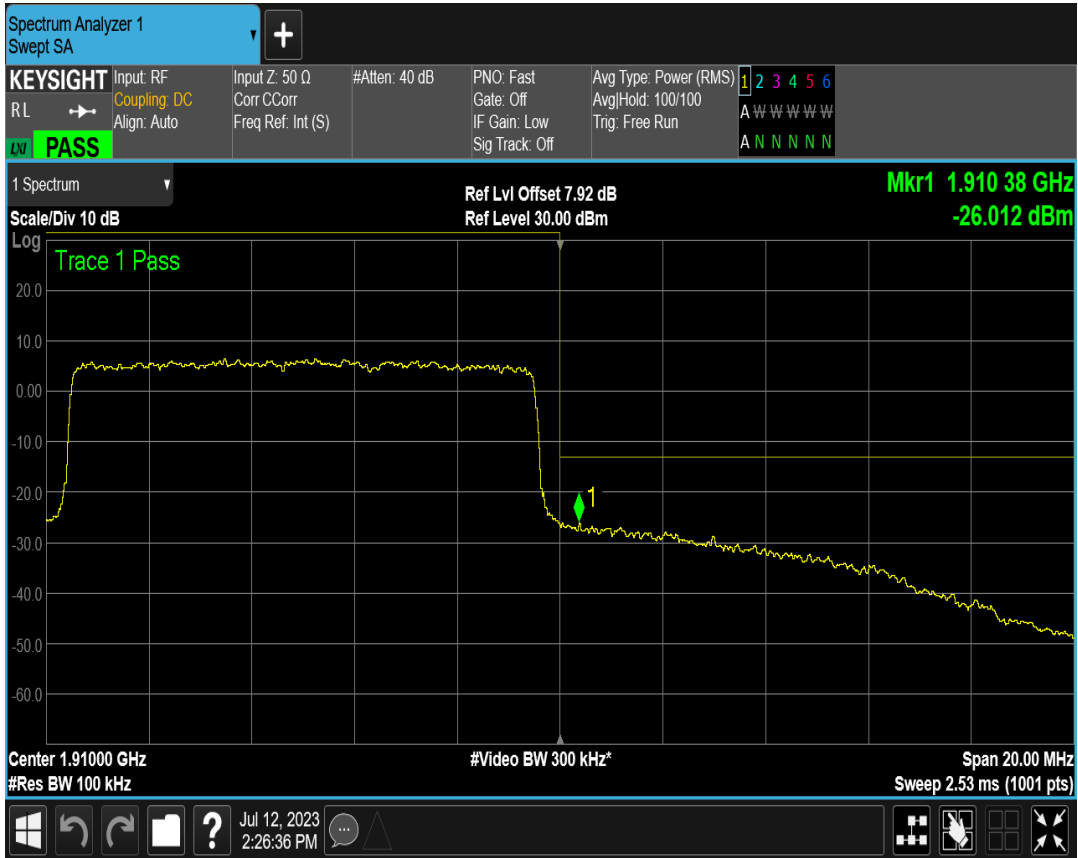 Spectrum Analyzer 1
Swept SA
KEYSIGHT
R L
LXI PASS
Input: RF
Coupling: DC
Align: Auto
Input Z: 50 Ω
Corr CCorr
Freq Ref: Int (S)
#Atten: 40 dB
PNO: Fast
Gate: Off
IF Gain: Low
Sig Track: Off
Avg Type: Power (RMS)
Avg|Hold: 100/100
Trig: Free Run
1 2 3 4 5 6
A W W W W W
A N N N N N
1 Spectrum
Scale/Div 10 dB
Ref Lvl Offset 7.92 dB
Ref Level 30.00 dBm
Mkr1 1.910 38 GHz
-26.012 dBm
Log
Trace 1 Pass
20.0
10.0
0.00
-10.0
-20.0
1
-30.0
-40.0
-50.0
-60.0
Center 1.91000 GHz
#Res BW 100 kHz
#Video BW 300 kHz*
Span 20.00 MHz
Sweep 2.53 ms (1001 pts)
Jul 12, 2023
2:26:36 PM